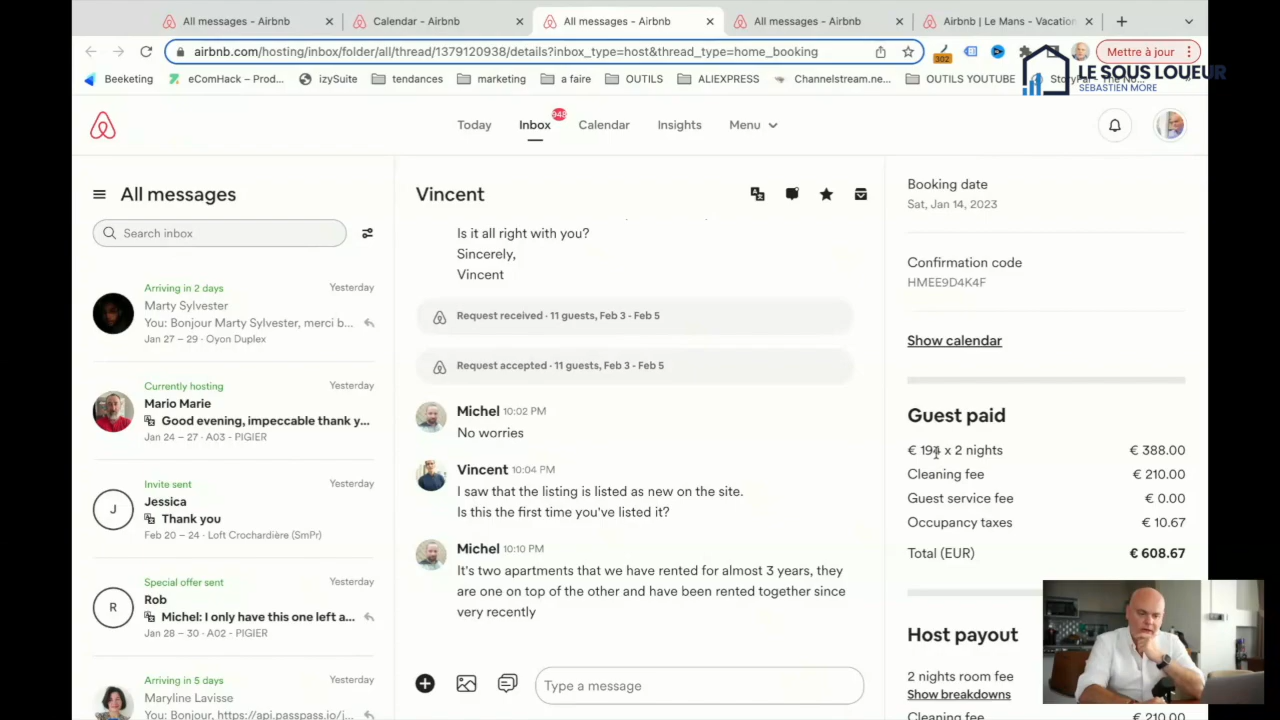 All messages - Airbnb
Calendar - Airbnb
All messages - Airbnb
All messages - Airbnb
Airbnb | Le Mans - Vacation
airbnb.com/hosting/inbox/folder/all/thread/1379120938/details?inbox_type=host&thread_type=home_booking
302
Mettre à jour
Beeketing
eComHack – Prod...
izySuite
tendances
marketing
a faire
OUTILS
ALIEXPRESS
Channelstream.ne...
OUTILS YOUTUBE
LE SOUS LOUEUR
SEBASTIEN MORE
Today
Inbox
948
Calendar
Insights
Menu
All messages
Search inbox
Arriving in 2 days
Yesterday
Marty Sylvester
You: Bonjour Marty Sylvester, merci b...
Jan 27 – 29 · Oyon Duplex
Currently hosting
Yesterday
Mario Marie
Good evening, impeccable thank y...
Jan 24 – 27 · A03 - PIGIER
Invite sent
Yesterday
J
Jessica
Thank you
Feb 20 – 24 · Loft Crochardière (SmPr)
Special offer sent
Yesterday
R
Rob
Michel: I only have this one left a...
Jan 28 – 30 · A02 - PIGIER
Arriving in 5 days
Yesterday
Maryline Lavisse
You: Bonjour, https://api.passpass.io/j...
Vincent
Is it all right with you?
Sincerely,
Vincent
Request received · 11 guests, Feb 3 - Feb 5
Request accepted · 11 guests, Feb 3 - Feb 5
Michel 10:02 PM
No worries
Vincent 10:04 PM
I saw that the listing is listed as new on the site.
Is this the first time you've listed it?
Michel 10:10 PM
It's two apartments that we have rented for almost 3 years, they
are one on top of the other and have been rented together since
very recently
Type a message
Booking date
Sat, Jan 14, 2023
Confirmation code
HMEE9D4K4F
Show calendar
Guest paid
€ 194 x 2 nights € 388.00
Cleaning fee € 210.00
Guest service fee € 0.00
Occupancy taxes € 10.67
Total (EUR) € 608.67
Host payout
2 nights room fee
Show breakdowns
Cleaning fee € 210.00